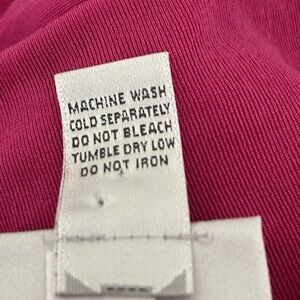 MACHINE WASH
COLD SEPARATELY
DO NOT BLEACH
TUMBLE DRY LOW
DO NOT IRON